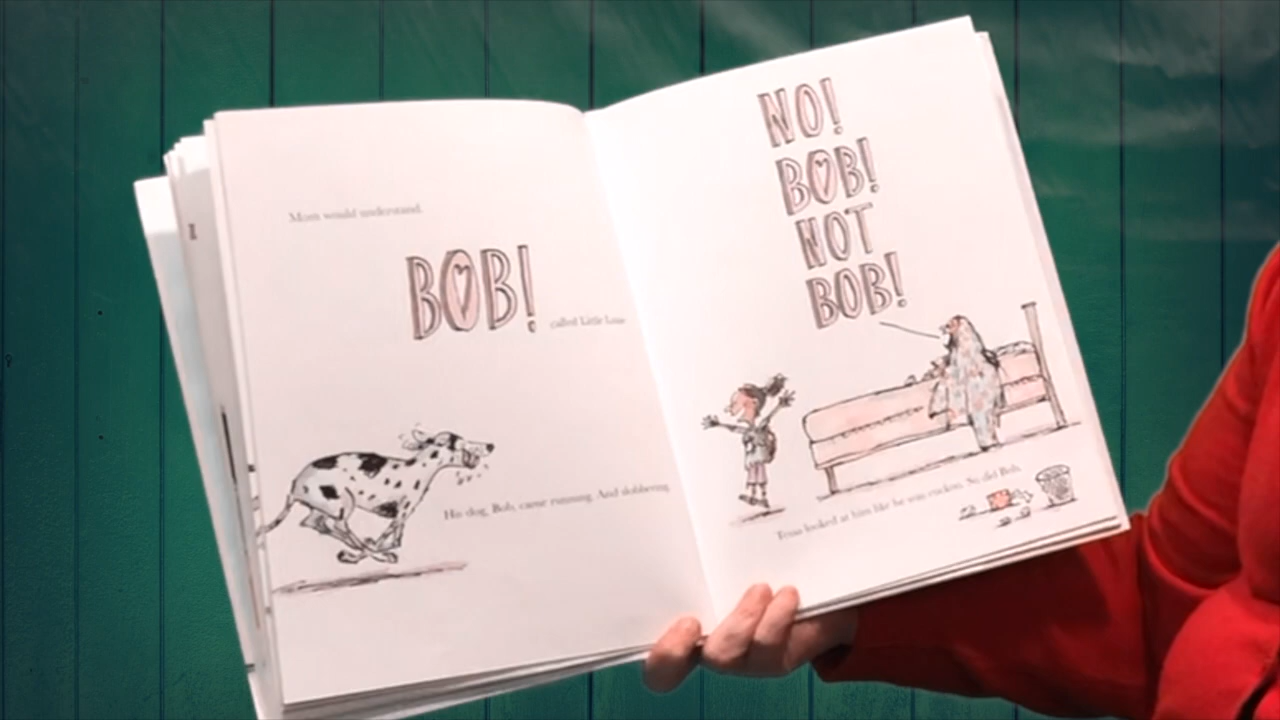 Mom would understand.
BOB! called Little Louie
His dog, Bob, came running. And slobbering.
NO!
BOB!
NOT
BOB!
Tessa looked at him like he was cuckoo. So did Bob.